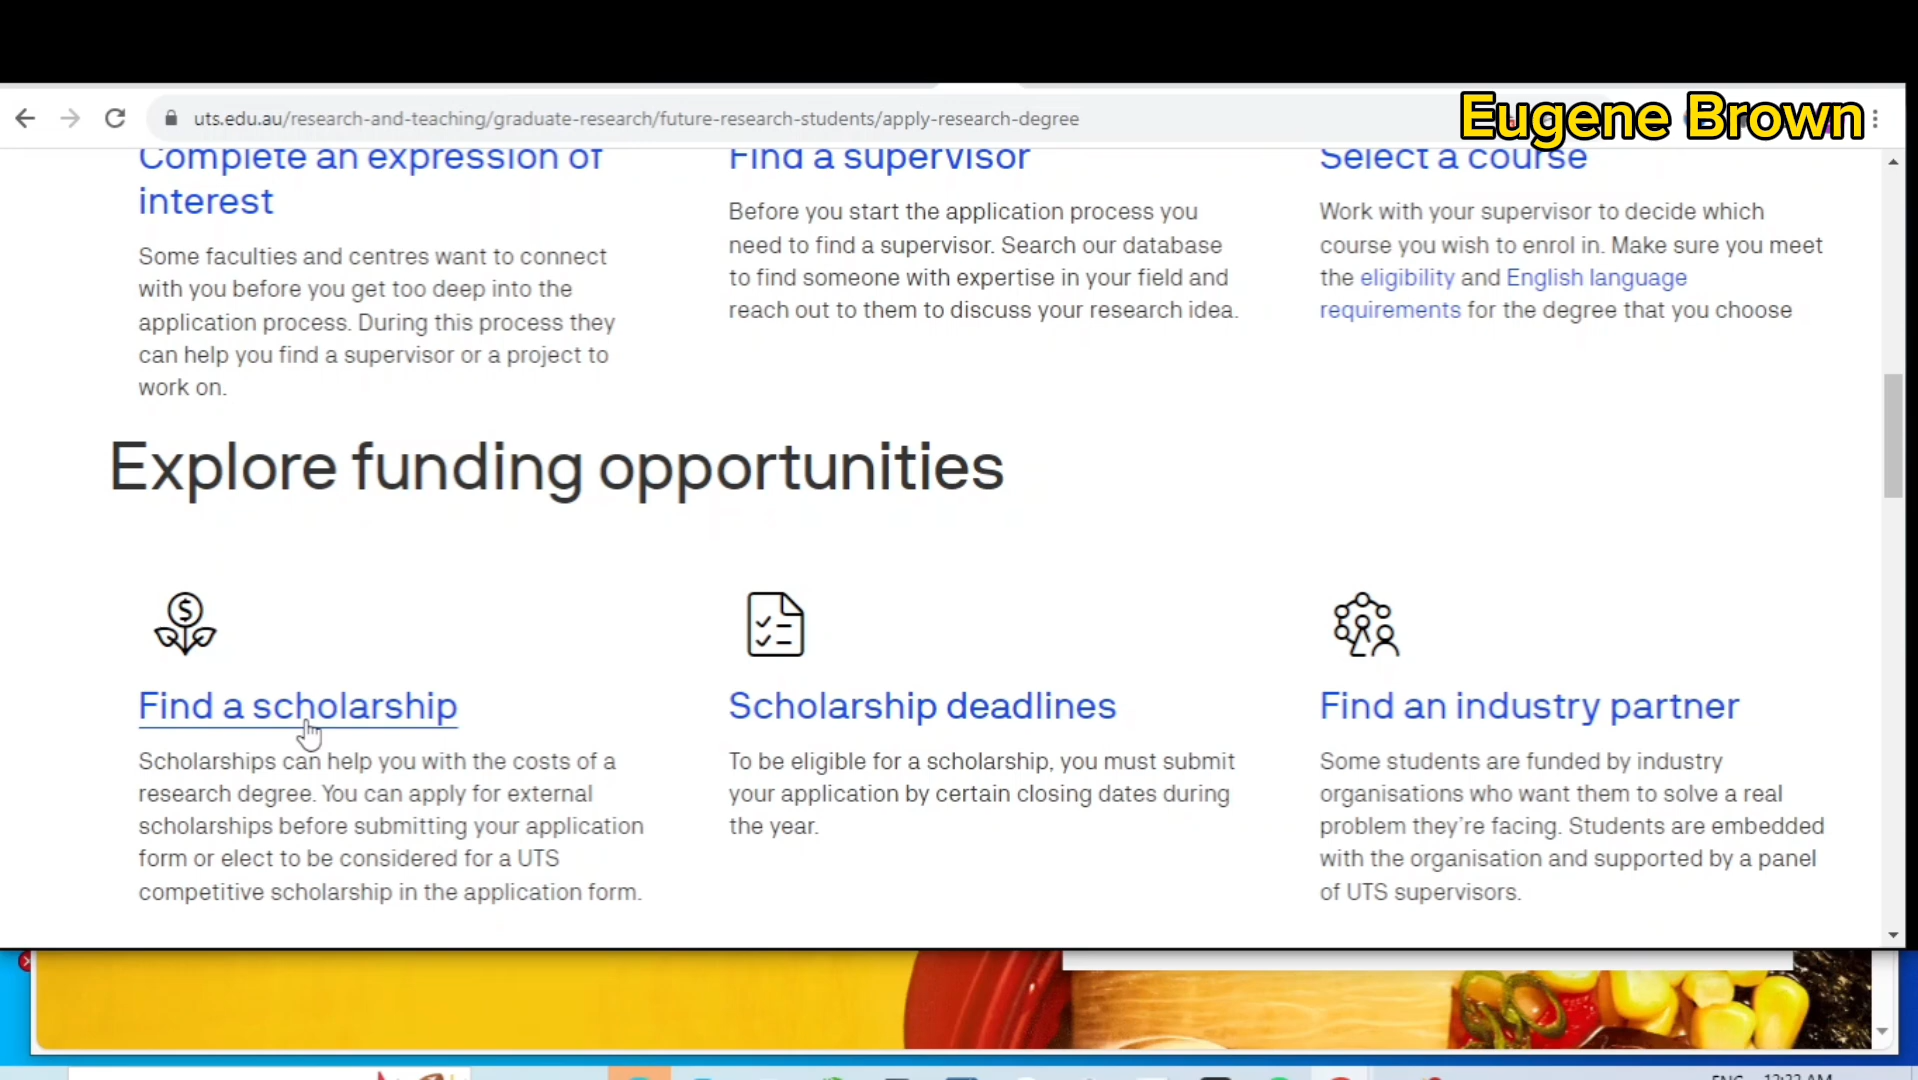 uts.edu.au/research-and-teaching/graduate-research/future-research-students/apply-research-degree
Eugene Brown
Complete an expression of
interest
Some faculties and centres want to connect
with you before you get too deep into the
application process. During this process they
can help you find a supervisor or a project to
work on.
Find a supervisor
Before you start the application process you
need to find a supervisor. Search our database
to find someone with expertise in your field and
reach out to them to discuss your research idea.
Select a course
Work with your supervisor to decide which
course you wish to enrol in. Make sure you meet
the eligibility and English language
requirements for the degree that you choose
Explore funding opportunities
Find a scholarship
Scholarships can help you with the costs of a
research degree. You can apply for external
scholarships before submitting your application
form or elect to be considered for a UTS
competitive scholarship in the application form.
Scholarship deadlines
To be eligible for a scholarship, you must submit
your application by certain closing dates during
the year.
Find an industry partner
Some students are funded by industry
organisations who want them to solve a real
problem they're facing. Students are embedded
with the organisation and supported by a panel
of UTS supervisors.